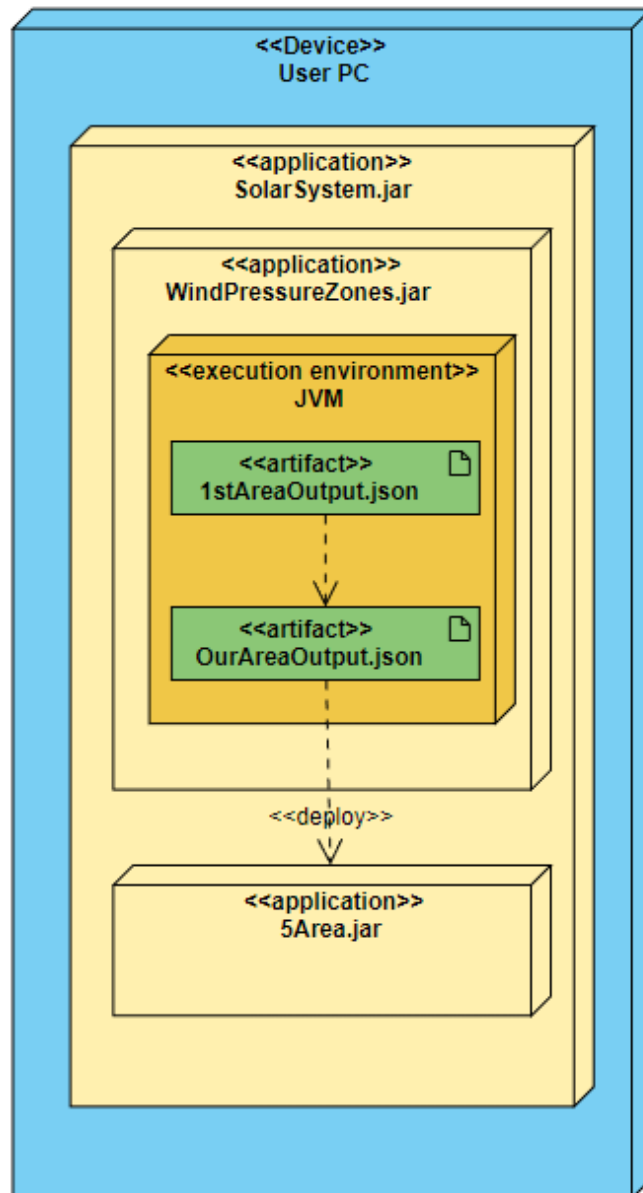 <<Device>>
User PC
<<application>>
SolarSystem.jar
<<application>>
WindPressureZones.jar
<<execution environment>>
JVM
<<artifact>>
1stAreaOutput.json
<<artifact>>
OurAreaOutput.json
<<deploy>>
<<application>>
5Area.jar